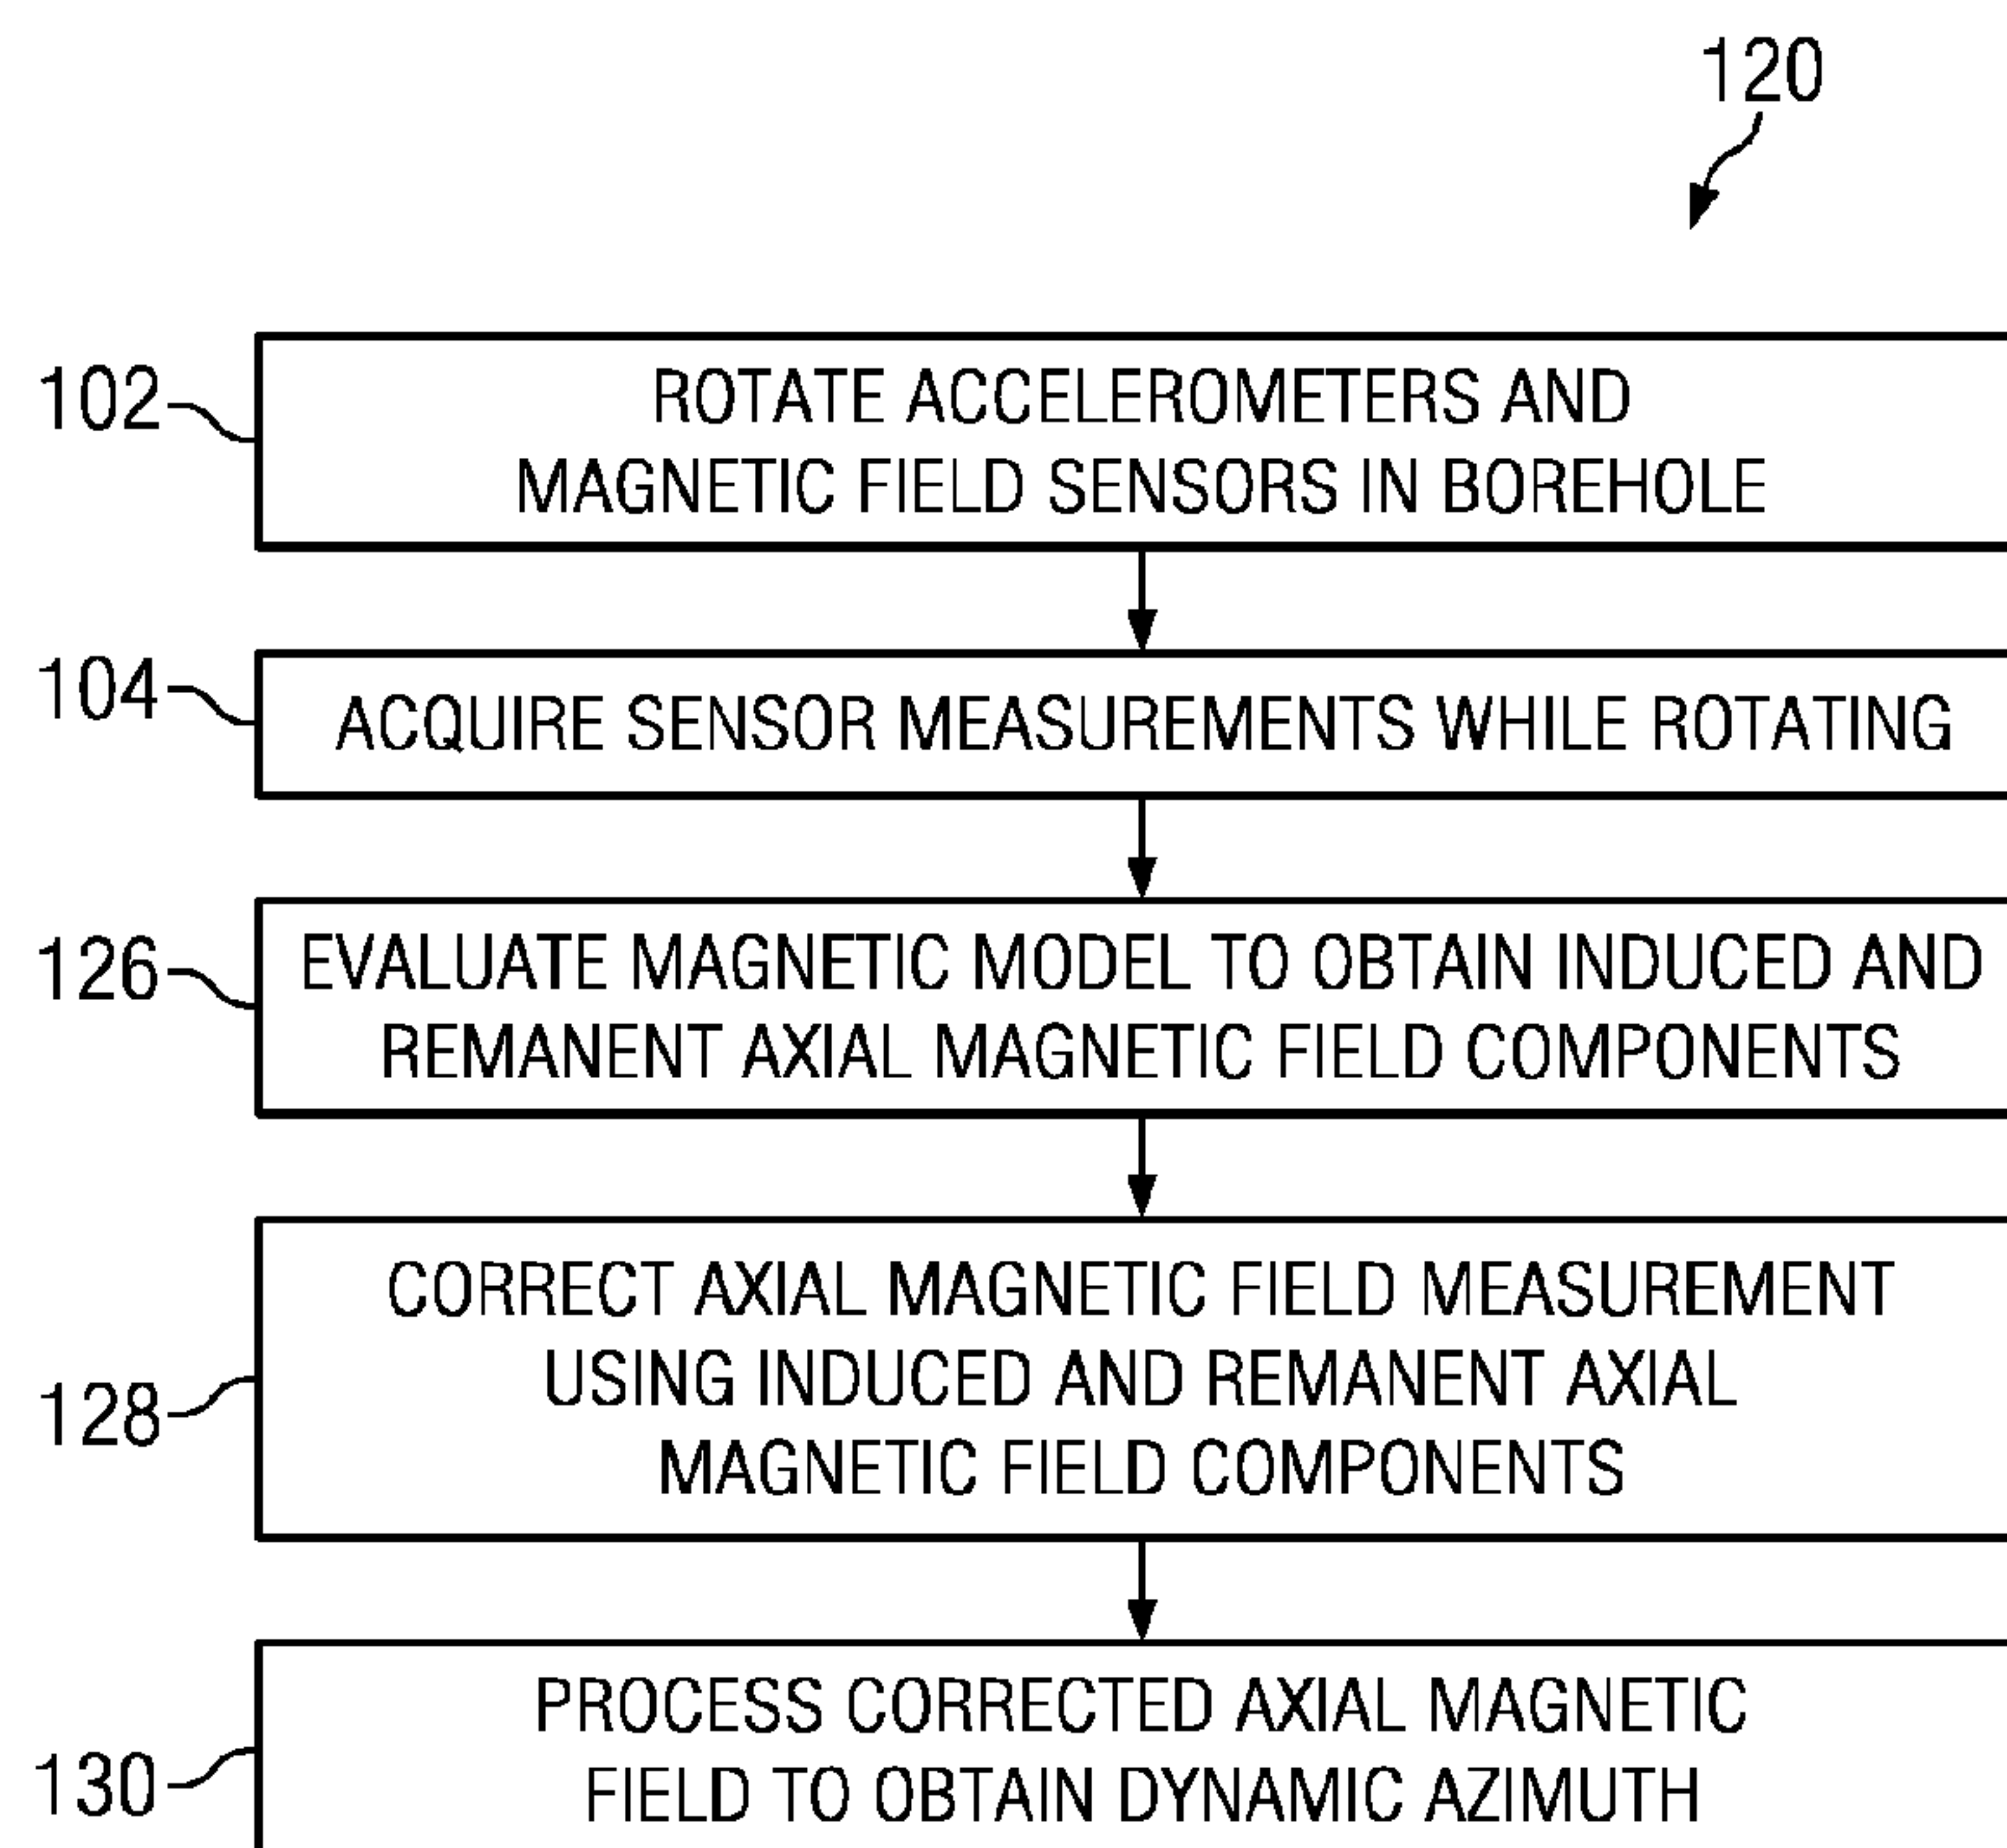 120
102
ROTATE ACCELEROMETERS AND
MAGNETIC FIELD SENSORS IN BOREHOLE
104
ACQUIRE SENSOR MEASUREMENTS WHILE ROTATING
126
EVALUATE MAGNETIC MODEL TO OBTAIN INDUCED AND
REMANENT AXIAL MAGNETIC FIELD COMPONENTS
128
CORRECT AXIAL MAGNETIC FIELD MEASUREMENT
USING INDUCED AND REMANENT AXIAL
MAGNETIC FIELD COMPONENTS
130
PROCESS CORRECTED AXIAL MAGNETIC
FIELD TO OBTAIN DYNAMIC AZIMUTH